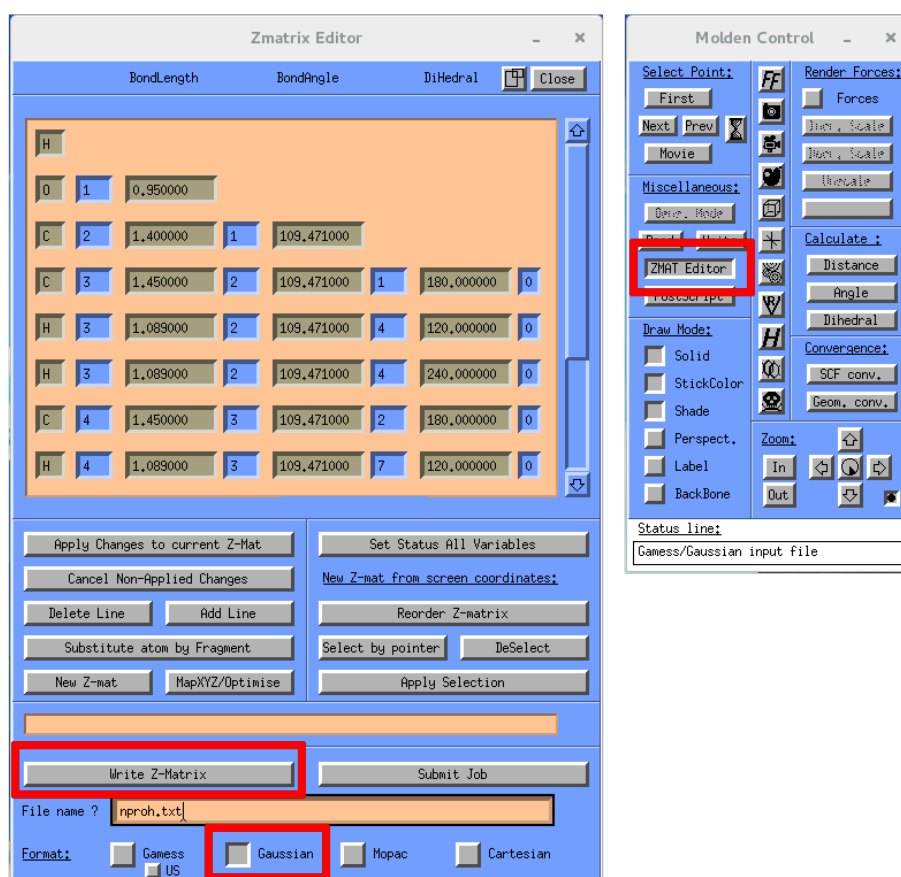 Zmatrix Editor
BondLength BondAngle DiHedral Close
H
O 1 0.950000
C 2 1.400000 1 109.471000
C 3 1.450000 2 109.471000 1 180.000000 0
H 3 1.089000 2 109.471000 4 120.000000 0
H 3 1.089000 2 109.471000 4 240.000000 0
C 4 1.450000 3 109.471000 2 180.000000 0
H 4 1.089000 3 109.471000 7 120.000000 0
Apply Changes to current Z-Mat
Set Status All Variables
Cancel Non-Applied Changes
New Z-mat from screen coordinates:
Delete Line Add Line
Reorder Z-matrix
Substitute atom by Fragment
Select by pointer DeSelect
New Z-mat MapXYZ/Optimise
Apply Selection
Write Z-Matrix
Submit Job
File name ? nproh.txt
Format: Gamess Gaussian Mopac Cartesian
US
Molden Control
Select Point:
First
Next Prev
Movie
Miscellaneous:
Geom. Mode
Read Write
ZMAT Editor
PostScript
Draw Mode:
Solid
StickColor
Shade
Perspect.
Label
BackBone
FF
H
Render Forces:
Forces
Calculate :
Distance
Angle
Dihedral
Convergence:
SCF conv.
Geom. conv.
Zoom:
In
Out
Status line:
Gamess/Gaussian input file